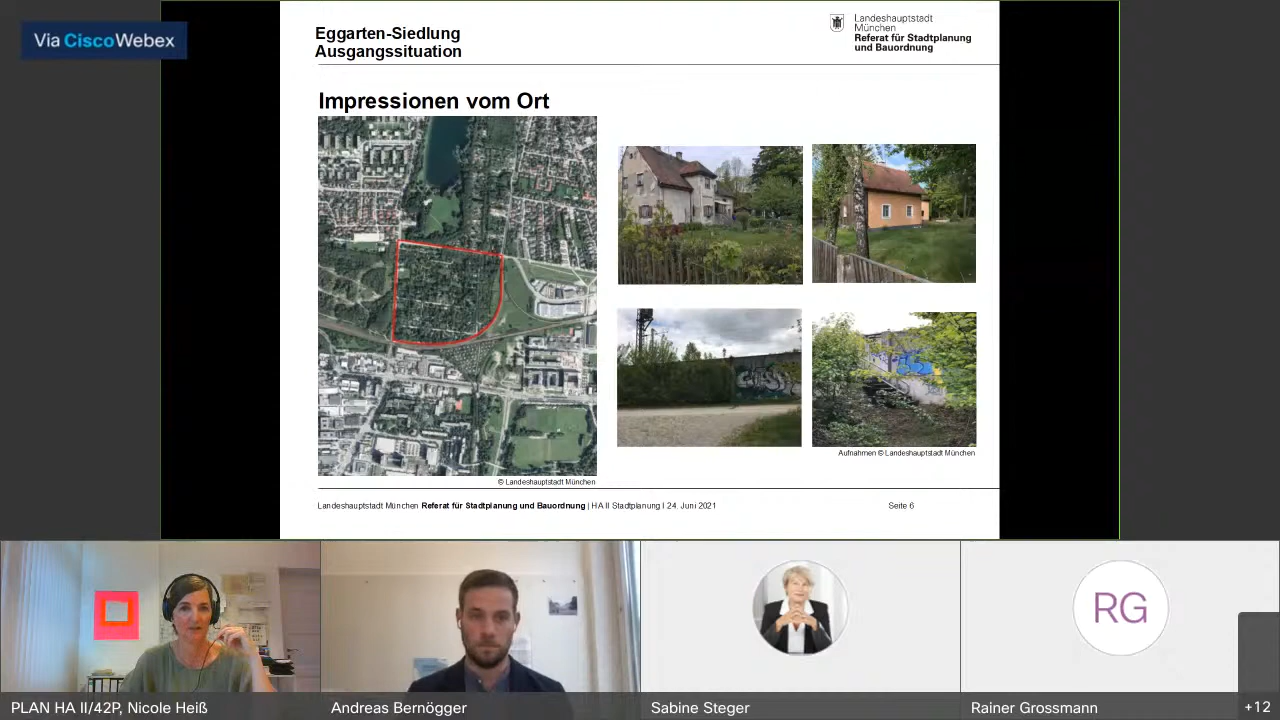 Via Cisco Webex
Eggarten-Siedlung
Ausgangssituation
Landeshauptstadt
München
Referat für Stadtplanung
und Bauordnung
Impressionen vom Ort
Aufnahmen © Landeshauptstadt München
© Landeshauptstadt München
Landeshauptstadt München Referat für Stadtplanung und Bauordnung | HA II Stadtplanung I 24. Juni 2021
Seite 6
RG
PLAN HA II/42P, Nicole Heiß
Andreas Bernögger
Sabine Steger
Rainer Grossmann
+12